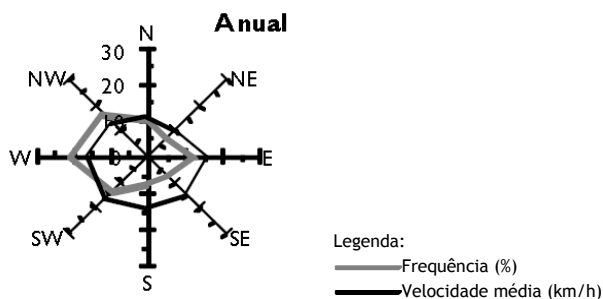 Anual
N
30
NW
NE
20
10
W
0
E
SW
SE
S
Legenda:
Frequência (%)
Velocidade média (km/h)